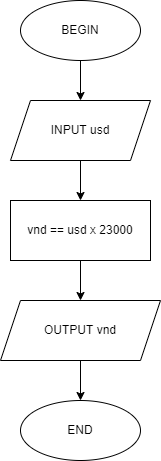 BEGIN
INPUT usd
vnd == usd x 23000
OUTPUT vnd
END